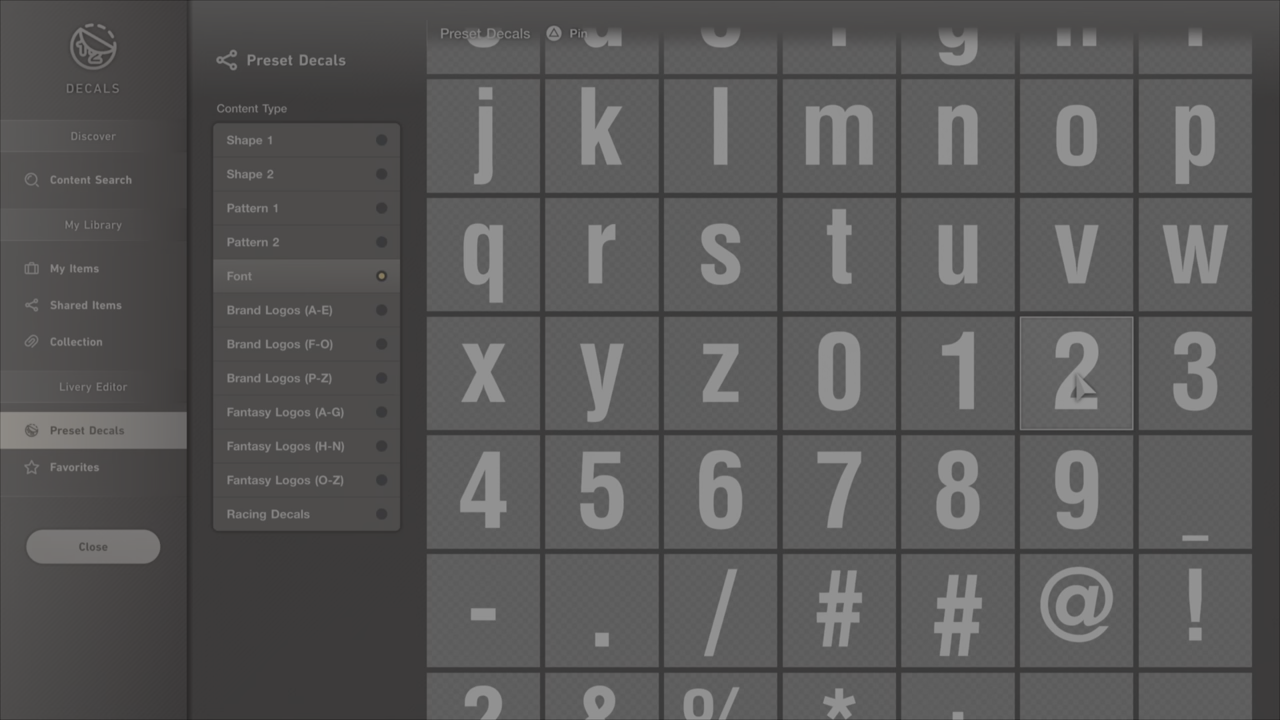 DECALS
Discover
Content Search
My Library
My Items
Shared Items
Collection
Livery Editor
Preset Decals
Favorites
Close
Preset Decals
Content Type
Shape 1
Shape 2
Pattern 1
Pattern 2
Font
Brand Logos (A-E)
Brand Logos (F-O)
Brand Logos (P-Z)
Fantasy Logos (A-G)
Fantasy Logos (H-N)
Fantasy Logos (O-Z)
Racing Decals
Preset Decals Pin
j k l m n o p
q r s t u v w
x y z 0 1 2 3
4 5 6 7 8 9 _
- . / # # @ !
? & % *